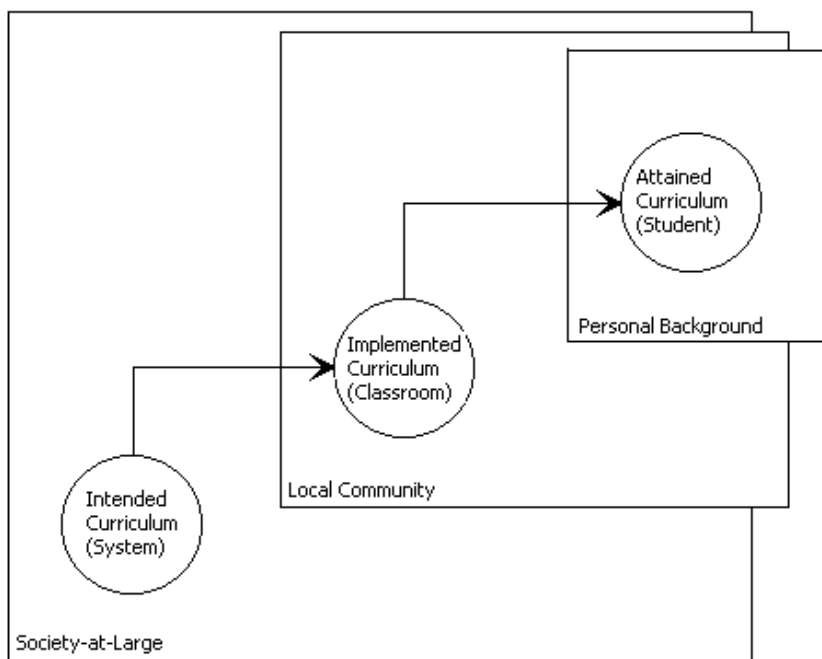 Attained
Curriculum
(Student)
Personal Background
Implemented
Curriculum
(Classroom)
Local Community
Intended
Curriculum
(System)
Society-at-Large